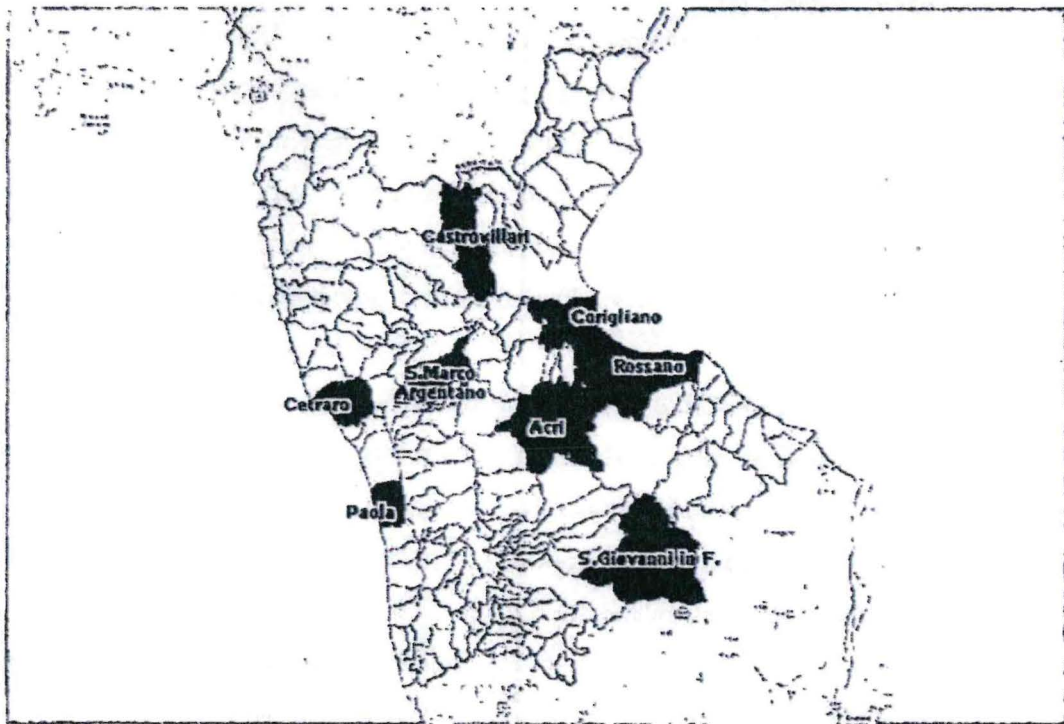 Castrovillari
Corigliano
Rossano
S.Marco
Argentano
Cetraro
Acri
Paola
S.Giovanni in F.